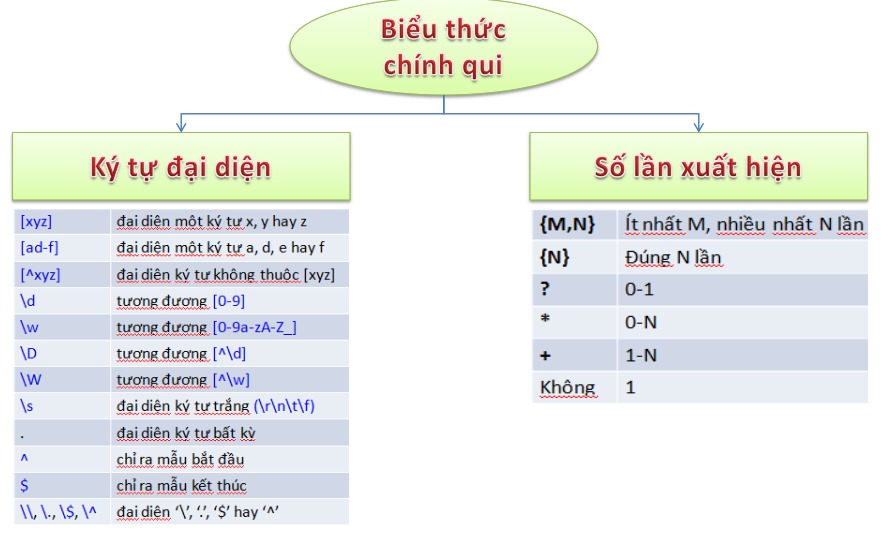 Biểu thức
chính qui
Ký tự đại diện
[xyz] đại diện một ký tự x, y hay z
[ad-f] đại diện một ký tự a, d, e hay f
[^xyz] đại diện ký tự không thuộc [xyz]
\d tương đương [0-9]
\w tương đương [0-9a-zA-Z_]
\D tương đương [^\d]
\W tương đương [^\w]
\s đại diện ký tự trắng (\r\n\t\f)
. đại diện ký tự bất kỳ
^ chỉ ra mẫu bắt đầu
$ chỉ ra mẫu kết thúc
\\, \., \$, \^ đại diện ‘\’, ‘.’, ‘$’ hay ‘^’
Số lần xuất hiện
{M,N} Ít nhất M, nhiều nhất N lần
{N} Đúng N lần
? 0-1
* 0-N
+ 1-N
Không 1